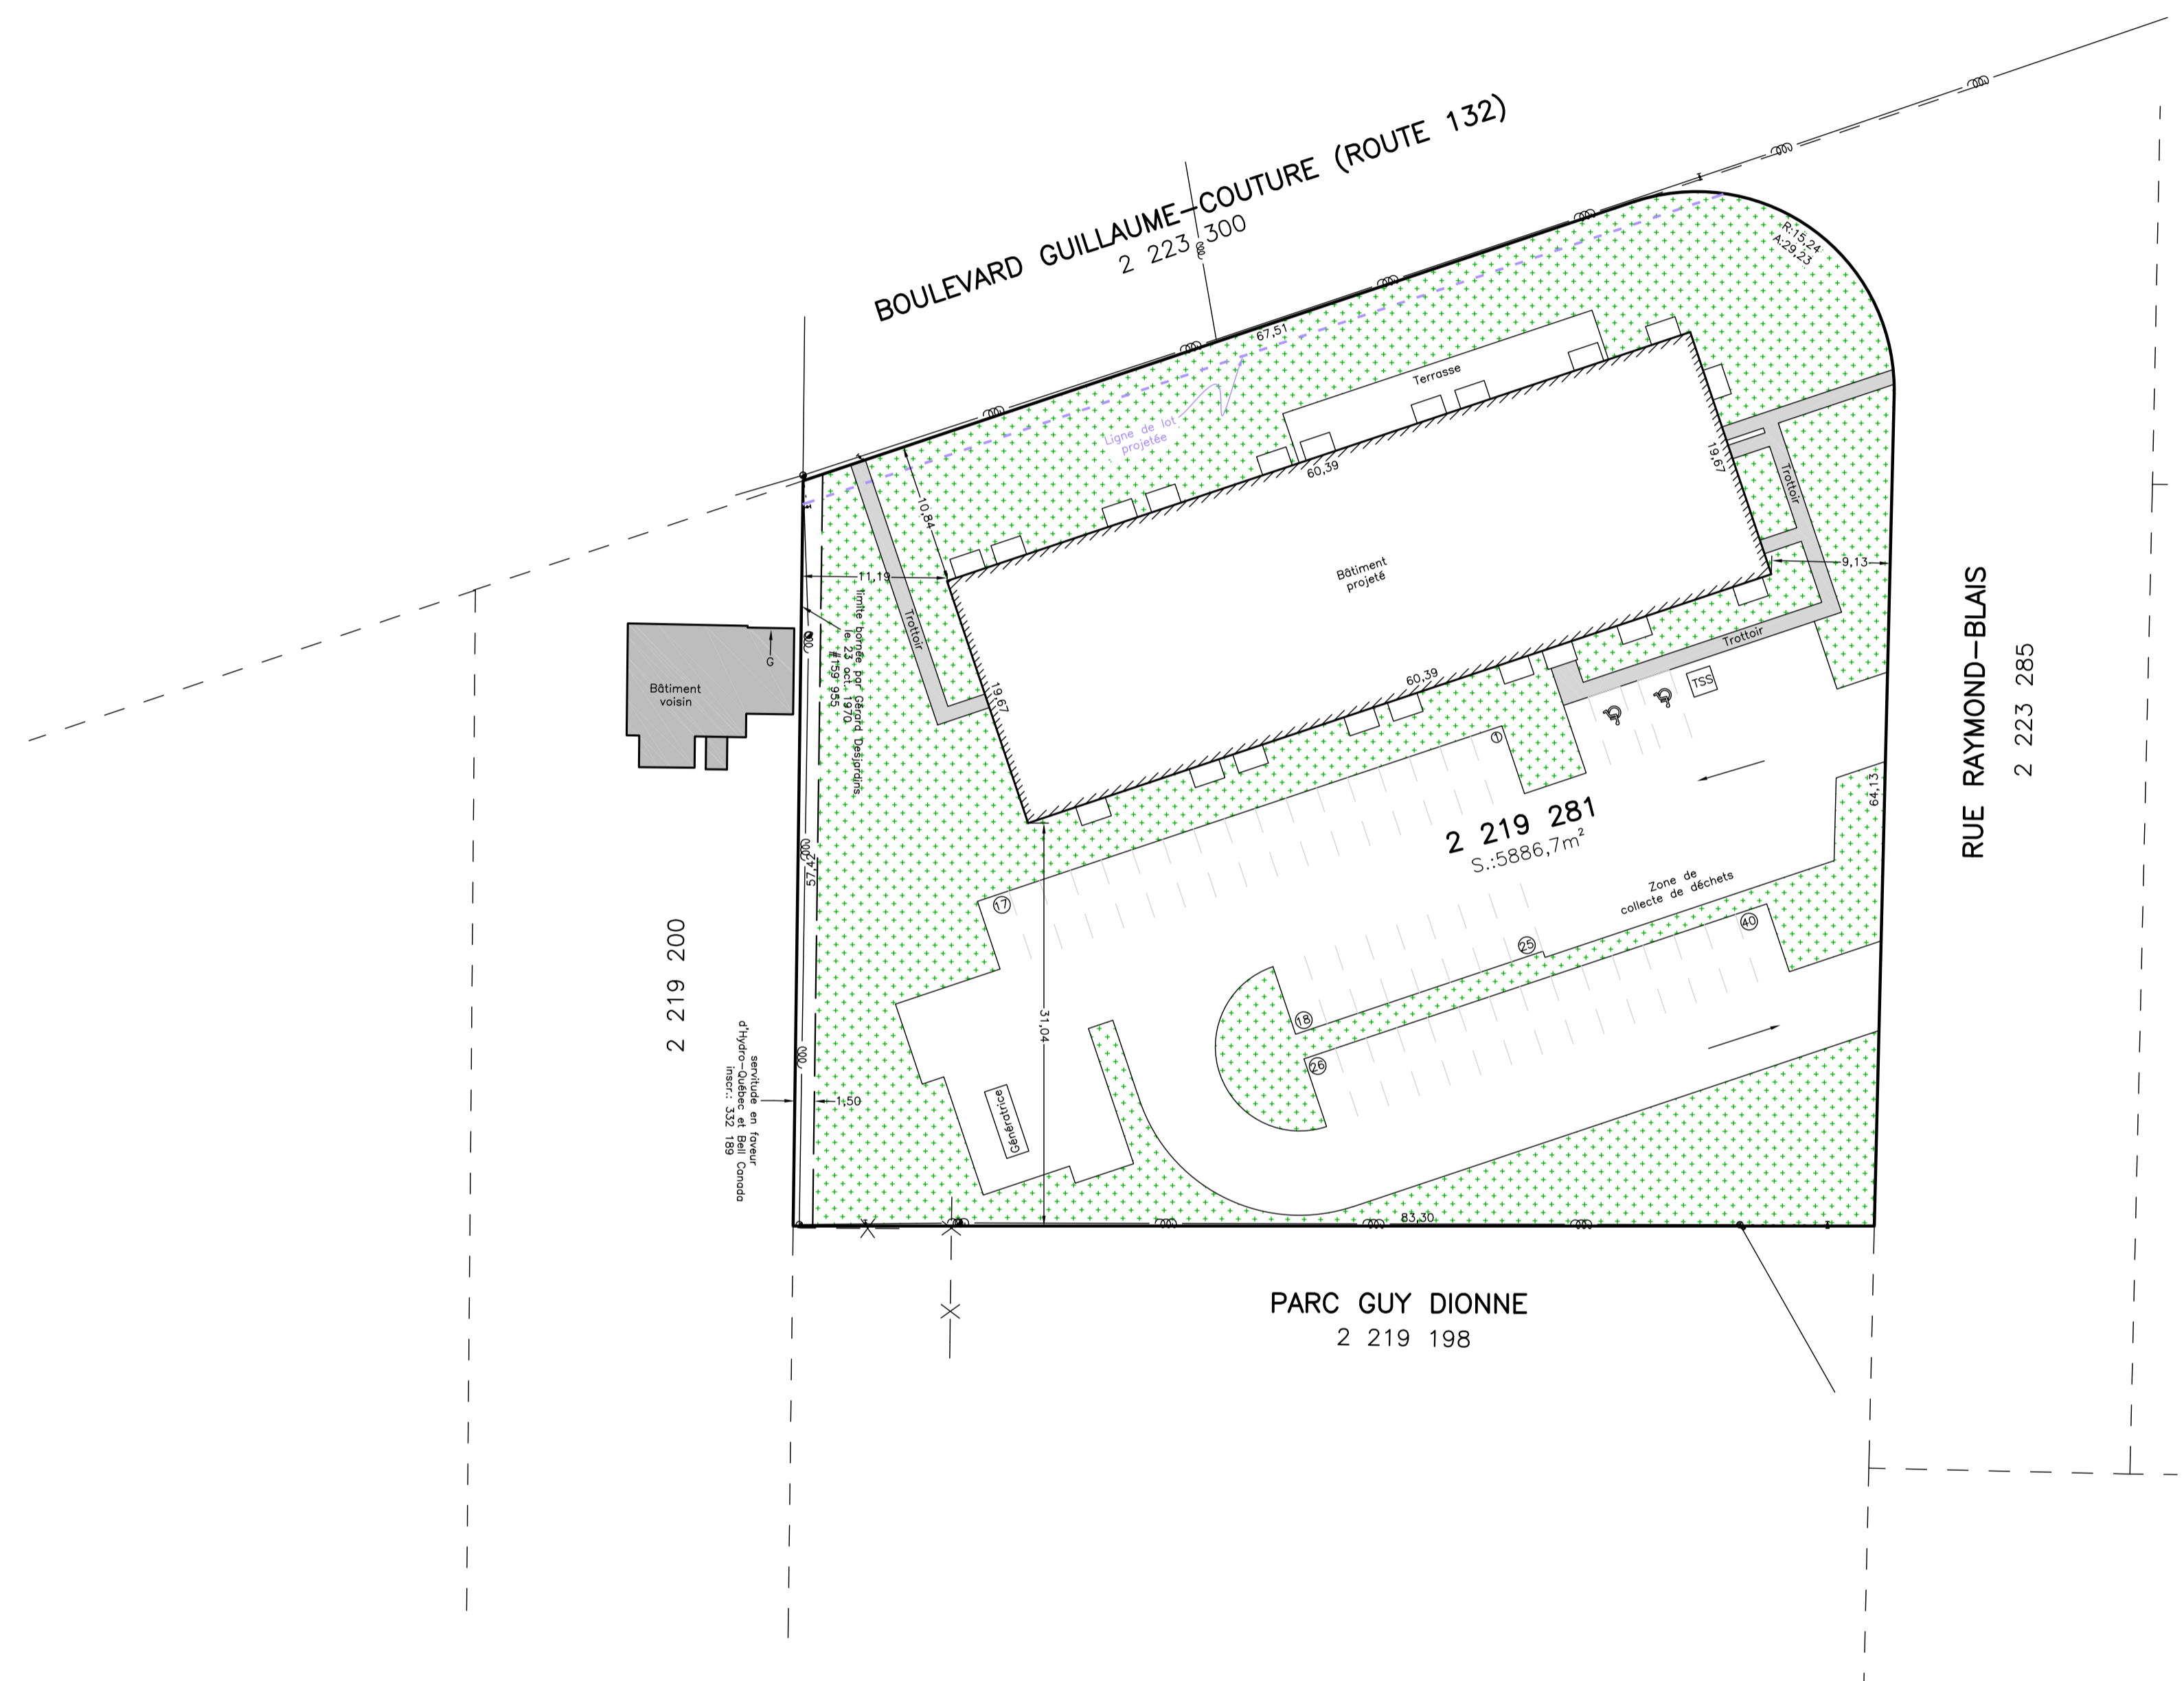 BOULEVARD GUILLAUME-COUTURE (ROUTE 132)
2 223 300
R:15,24
A:29,23
67,51
Terrasse
Ligne de lot
projetée
60,39
10,84
19,67
Trottoir
11,19
Bâtiment
projeté
9,13
limite bornée par Gérard Desjardins
le 23 oct. 1970
#159 955
Trottoir
G
Bâtiment
voisin
19,67
60,39
Trottoir
TSS
1
RUE RAYMOND-BLAIS
2 223 285
64,13
2 219 281
S.:5886,7m²
57,42
Zone de
collecte de déchets
17
40
25
2 219 200
18
26
31,04
servitude en faveur
d'Hydro-Québec et Bell Canada
inscr.: 332 189
1,50
Génératrice
83,30
PARC GUY DIONNE
2 219 198